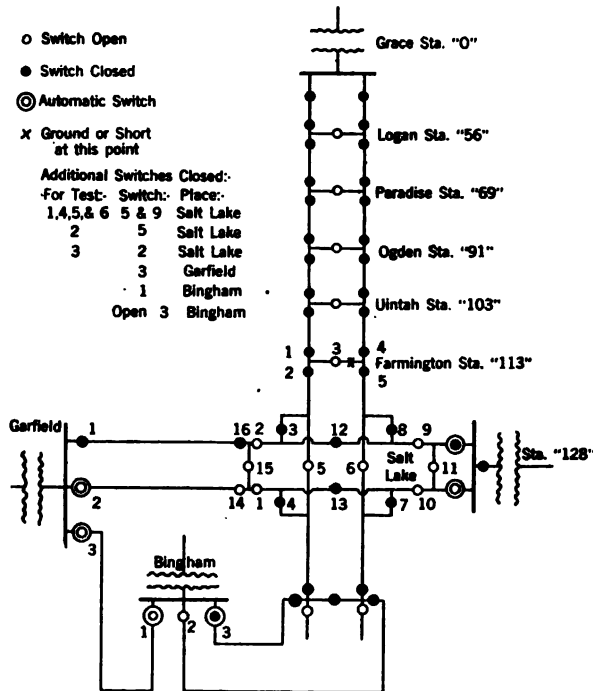 Grace Sta. "O"
Switch Open
Switch Closed
Automatic Switch
x Ground or Short
at this point
Additional Switches Closed:-
For Test:- Switch:- Place:-
1,4,5,& 6 5 & 9 Salt Lake
2 5 Salt Lake
3 2 Salt Lake
3 Garfield
1 Bingham
Open 3 Bingham
Logan Sta. "56"
Paradise Sta. "69"
Ogden Sta. "91"
Uintah Sta. "103"
1 3 4
Farmington Sta. "113"
2 5
Garfield
1 16 2 3 12 8 9
Salt
Lake
Sta. "128"
15 5 6 11
2 14 1 4 13 7 10
3
Bingham
1 2 3